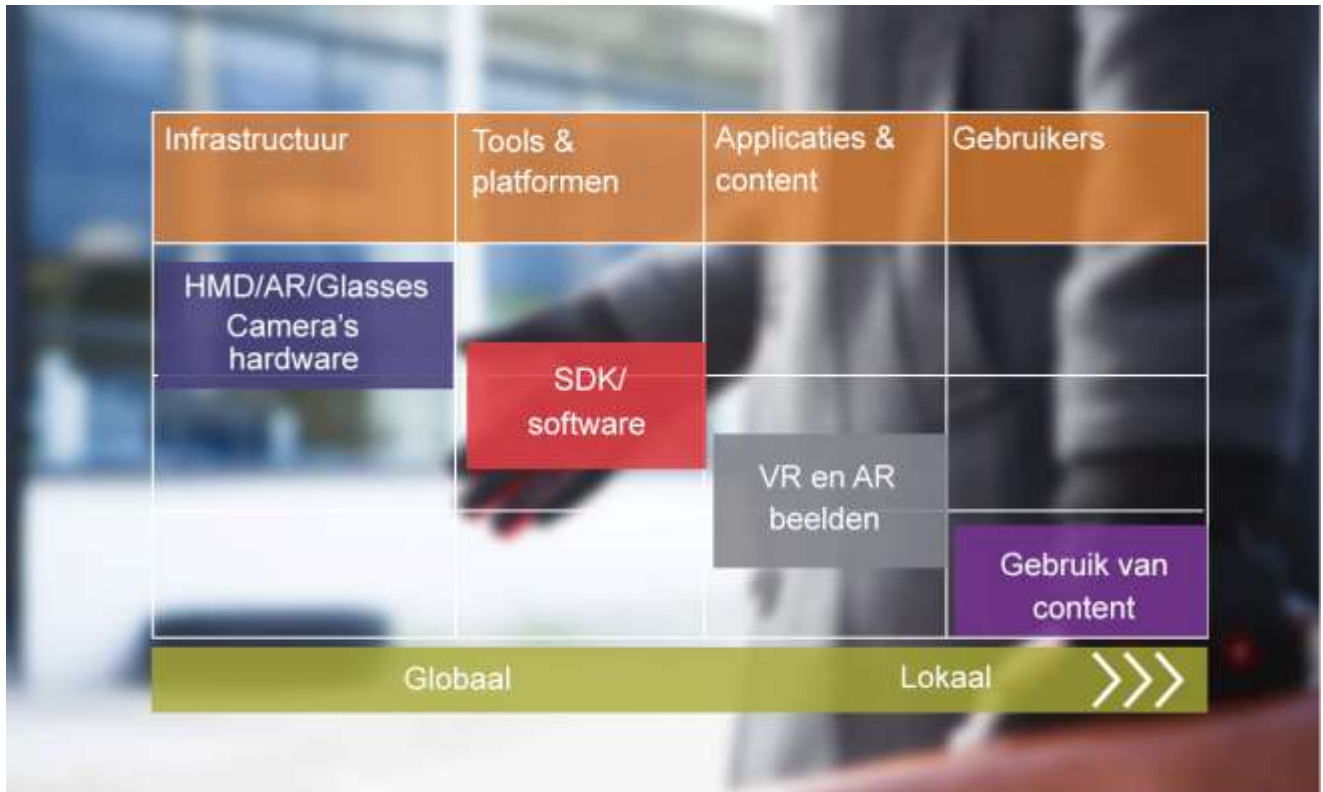 Infrastructuur
Tools &
platformen
Applicaties &
content
Gebruikers
HMD/AR/Glasses
Camera's
hardware
SDK/
software
VR en AR
beelden
Gebruik van
content
Globaal
Lokaal